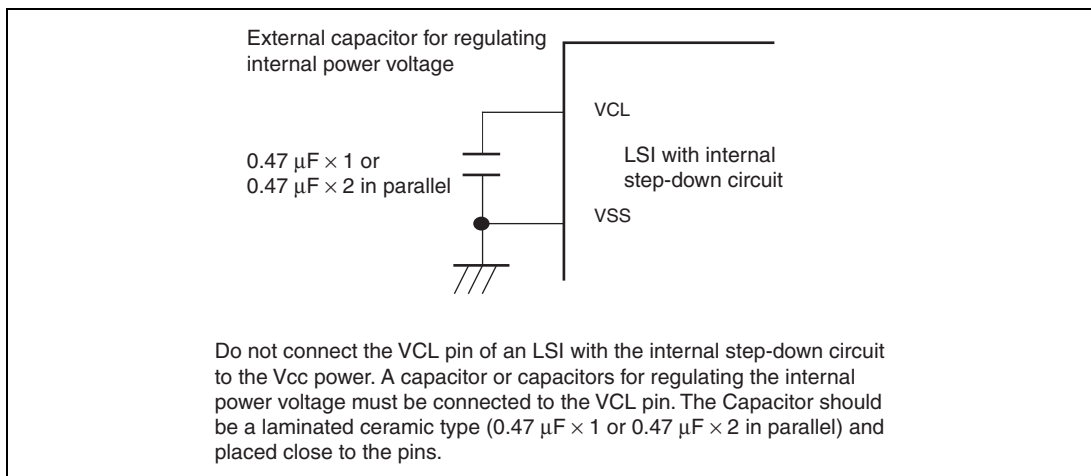 External capacitor for regulating
internal power voltage
VCL
0.47 μF × 1 or
0.47 μF × 2 in parallel
LSI with internal
step-down circuit
VSS
Do not connect the VCL pin of an LSI with the internal step-down circuit
to the Vcc power. A capacitor or capacitors for regulating the internal
power voltage must be connected to the VCL pin. The Capacitor should
be a laminated ceramic type (0.47 μF × 1 or 0.47 μF × 2 in parallel) and
placed close to the pins.